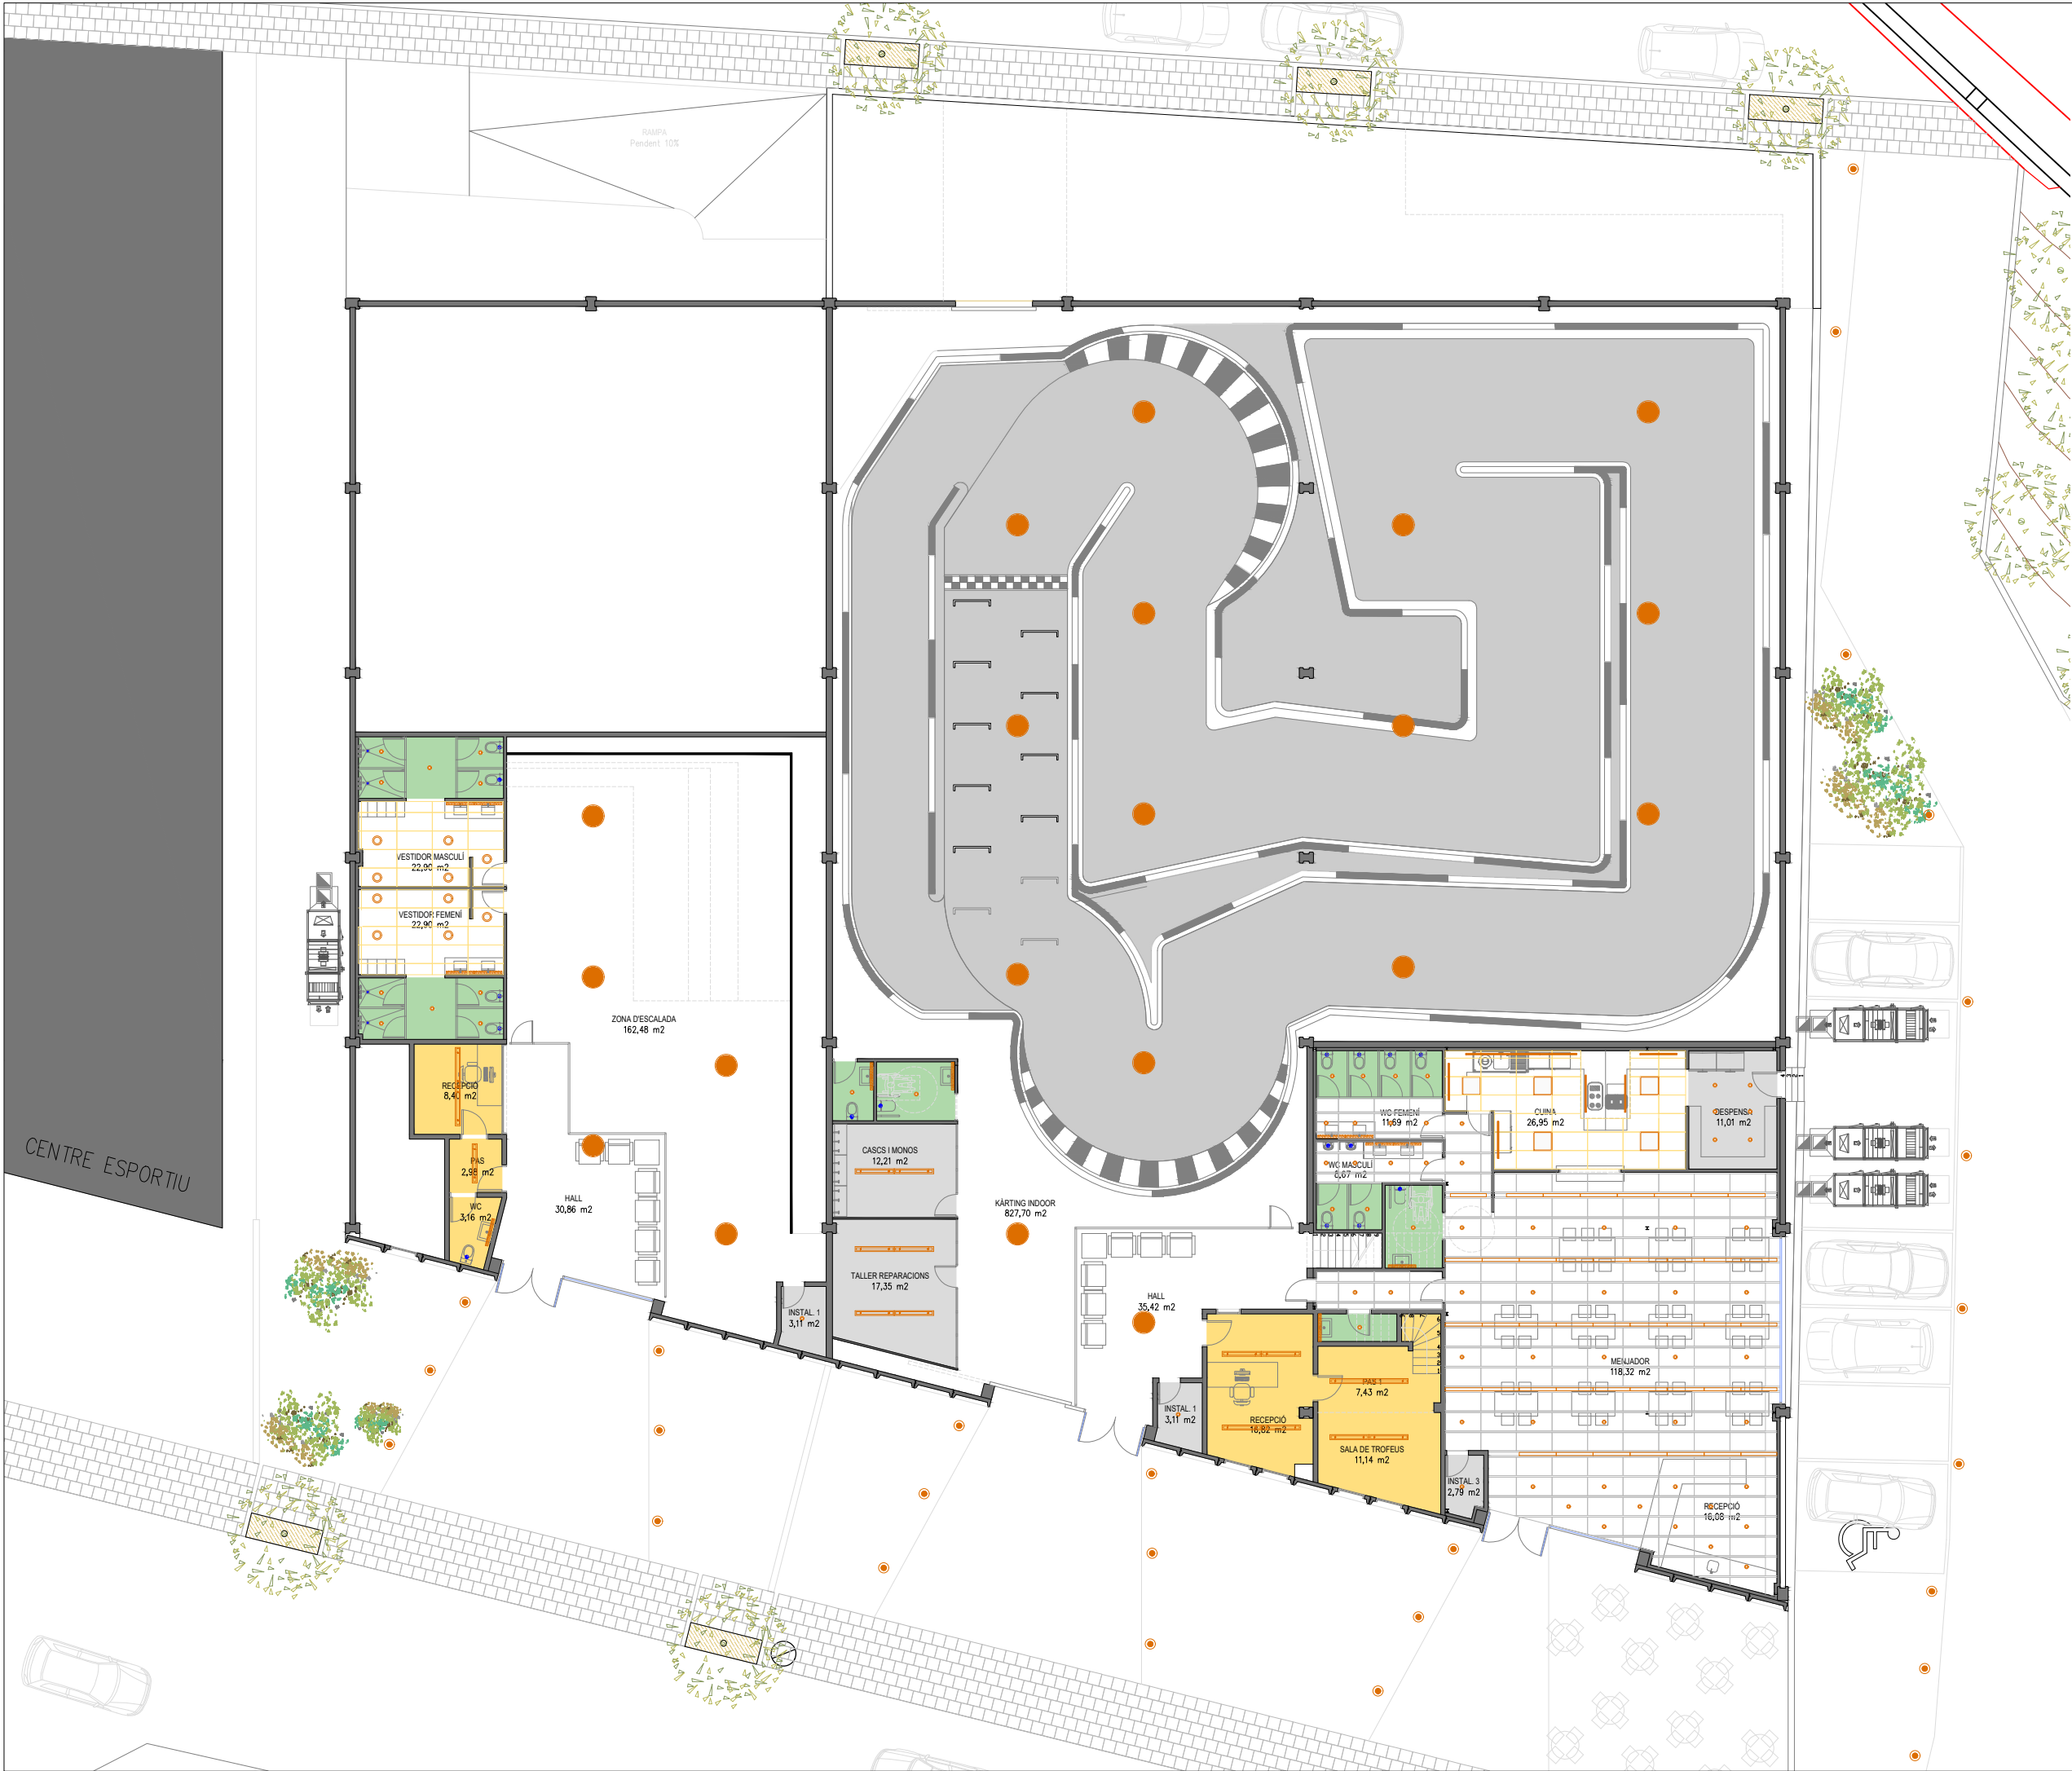 RAMPA
Pendent 10%
CENTRE ESPORTIU
VESTIDOR MASCULÍ
22,90 m2
VESTIDOR FEMENÍ
22,90 m2
ZONA D'ESCALADA
162,48 m2
RECEPCIÓ
8,40 m2
PAS
2,98 m2
WC
3,16 m2
HALL
30,86 m2
INSTAL. 1
3,11 m2
CASCS I MONOS
12,21 m2
TALLER REPARACIONS
17,35 m2
KÀRTING INDOOR
827,70 m2
HALL
35,42 m2
INSTAL. 1
3,11 m2
RECEPCIÓ
16,82 m2
PAS 1
7,43 m2
SALA DE TROFEUS
11,14 m2
WC FEMENÍ
11,69 m2
WC MASCULÍ
8,67 m2
CUINA
26,95 m2
DESPENSA
11,01 m2
MENJADOR
118,32 m2
INSTAL. 3
2,79 m2
RECEPCIÓ
16,08 m2